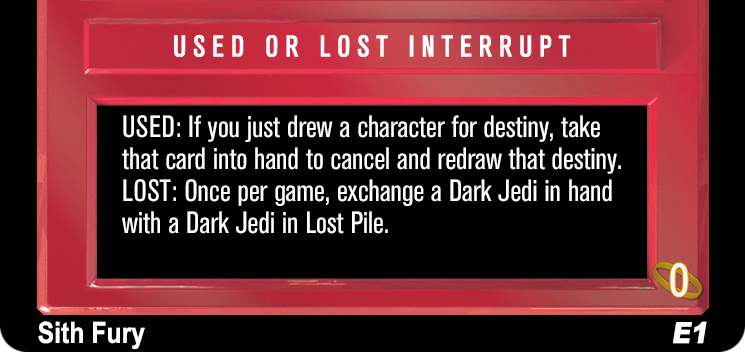 USED OR LOST INTERRUPT
USED: If you just drew a character for destiny, take
that card into hand to cancel and redraw that destiny.
LOST: Once per game, exchange a Dark Jedi in hand
with a Dark Jedi in Lost Pile.
0
Sith Fury
E1